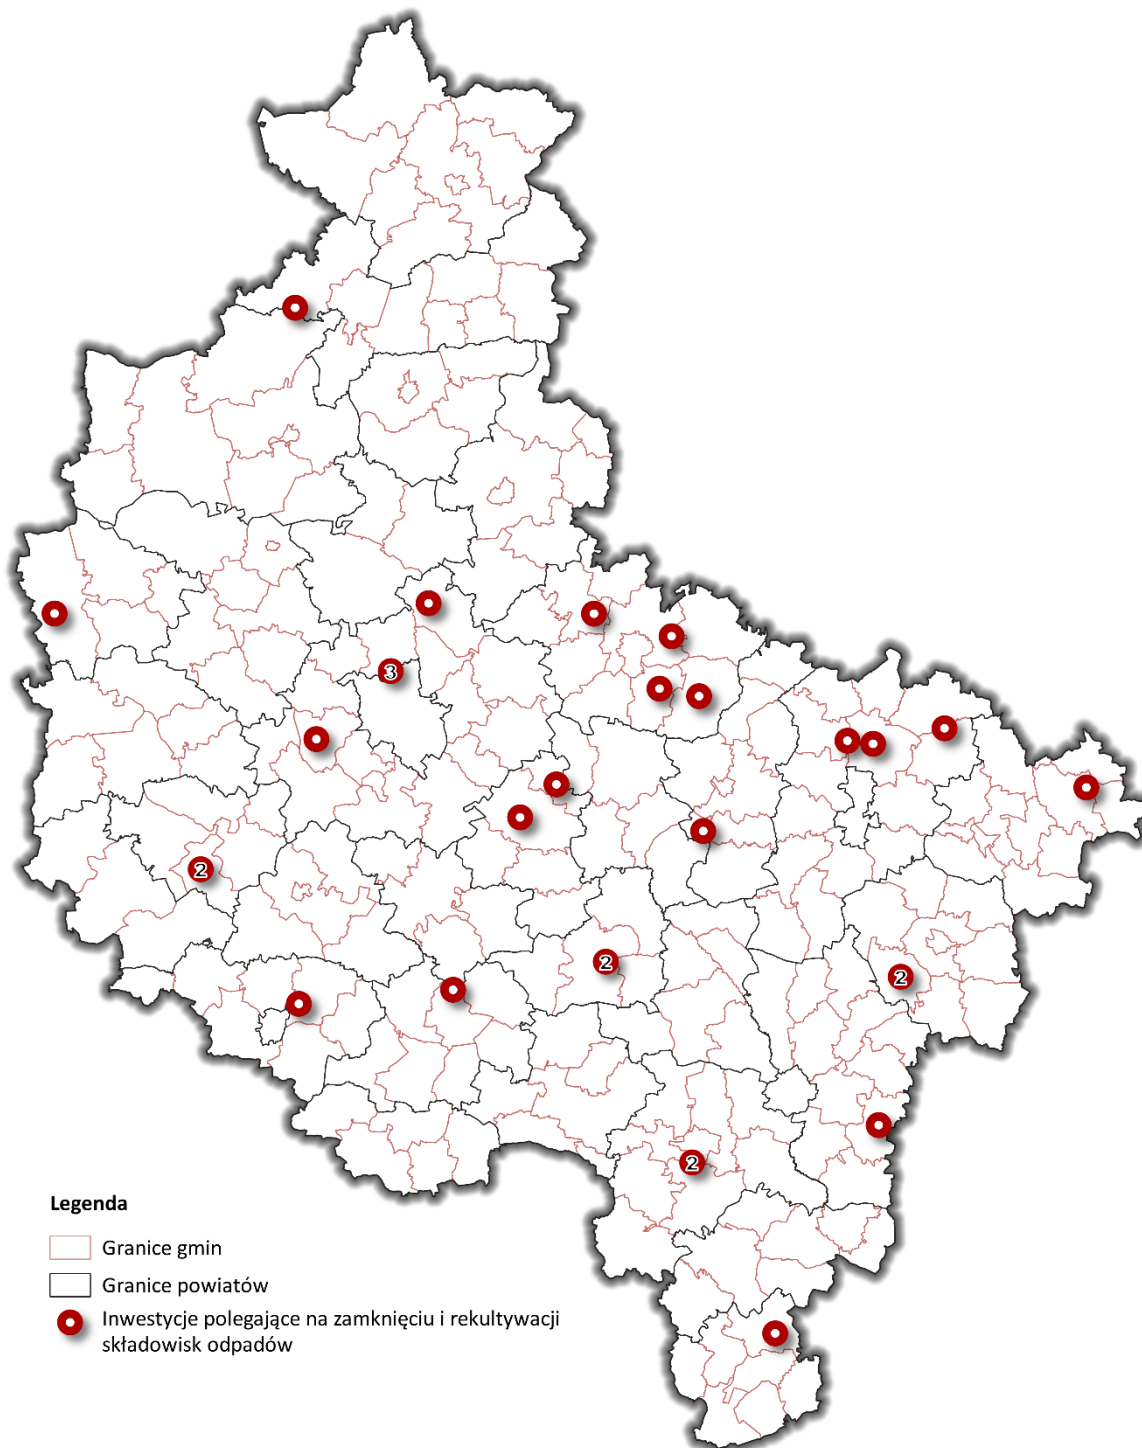 3
2
2
2
2
Legenda
Granice gmin
Granice powiatów
Inwestycje polegające na zamknięciu i rekultywacji
składowisk odpadów